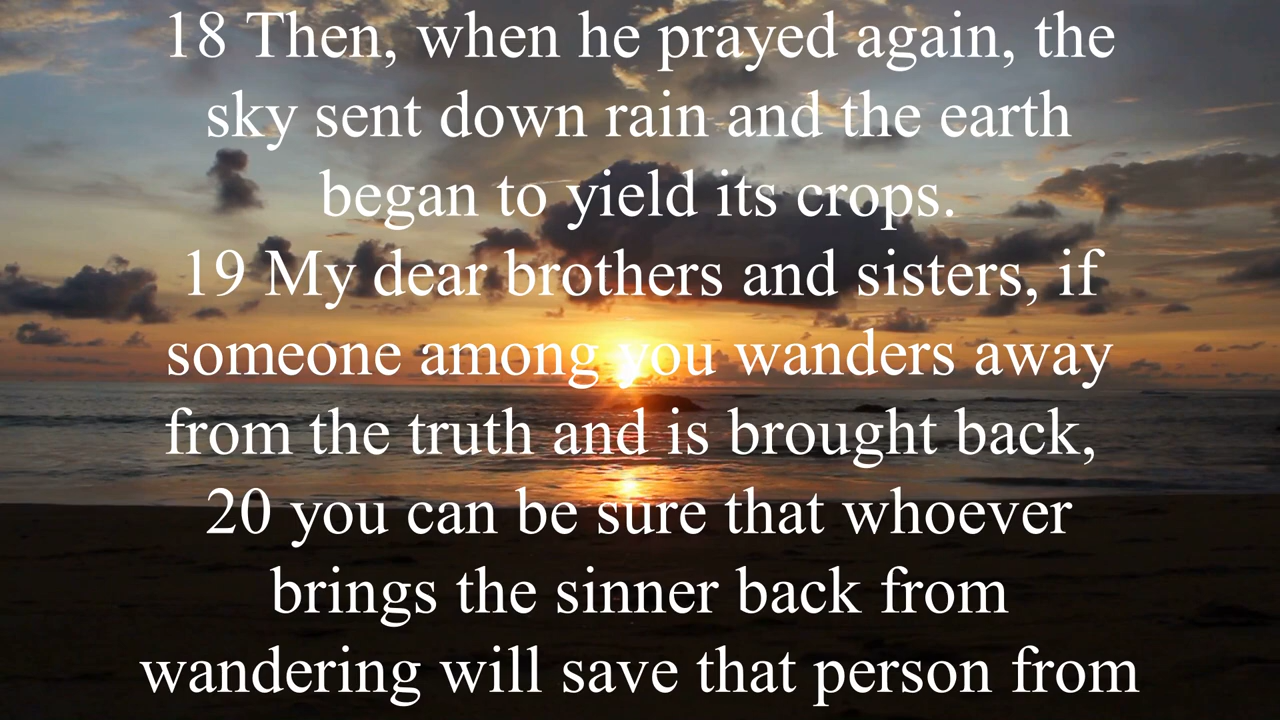 18 Then, when he prayed again, the
sky sent down rain and the earth
began to yield its crops.
19 My dear brothers and sisters, if
someone among you wanders away
from the truth and is brought back,
20 you can be sure that whoever
brings the sinner back from
wandering will save that person from